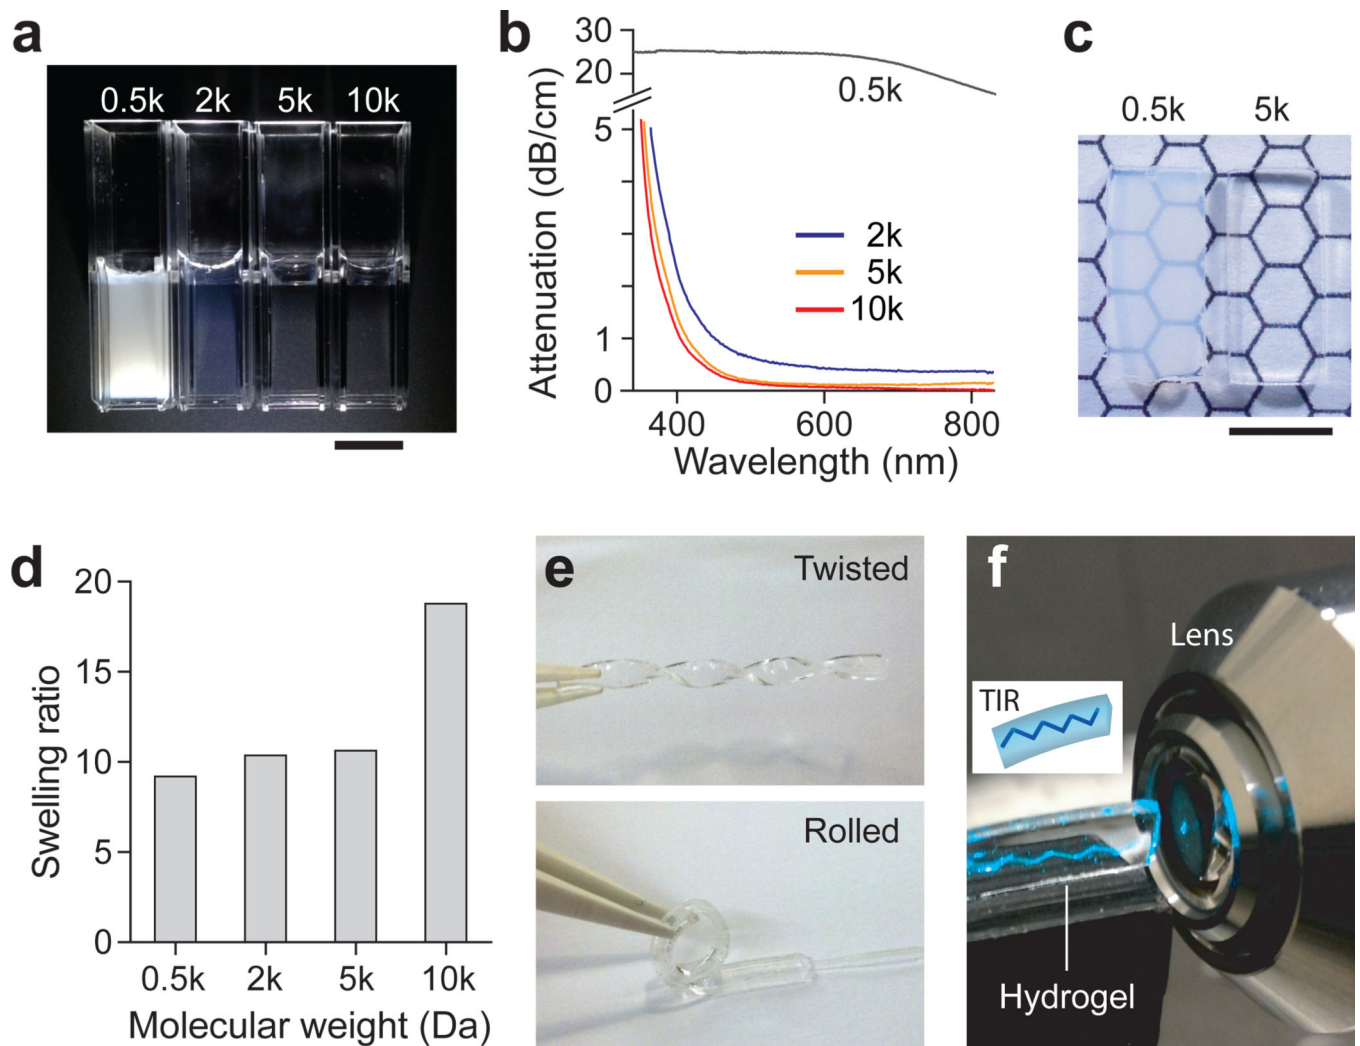 a
0.5k 2k 5k 10k
b
Attenuation (dB/cm)
30
20
5
1
0
0.5k
2k
5k
10k
400 600 800
Wavelength (nm)
c
0.5k 5k
d
Swelling ratio
20
15
10
5
0
0.5k 2k 5k 10k
Molecular weight (Da)
e
Twisted
Rolled
f
Lens
TIR
Hydrogel